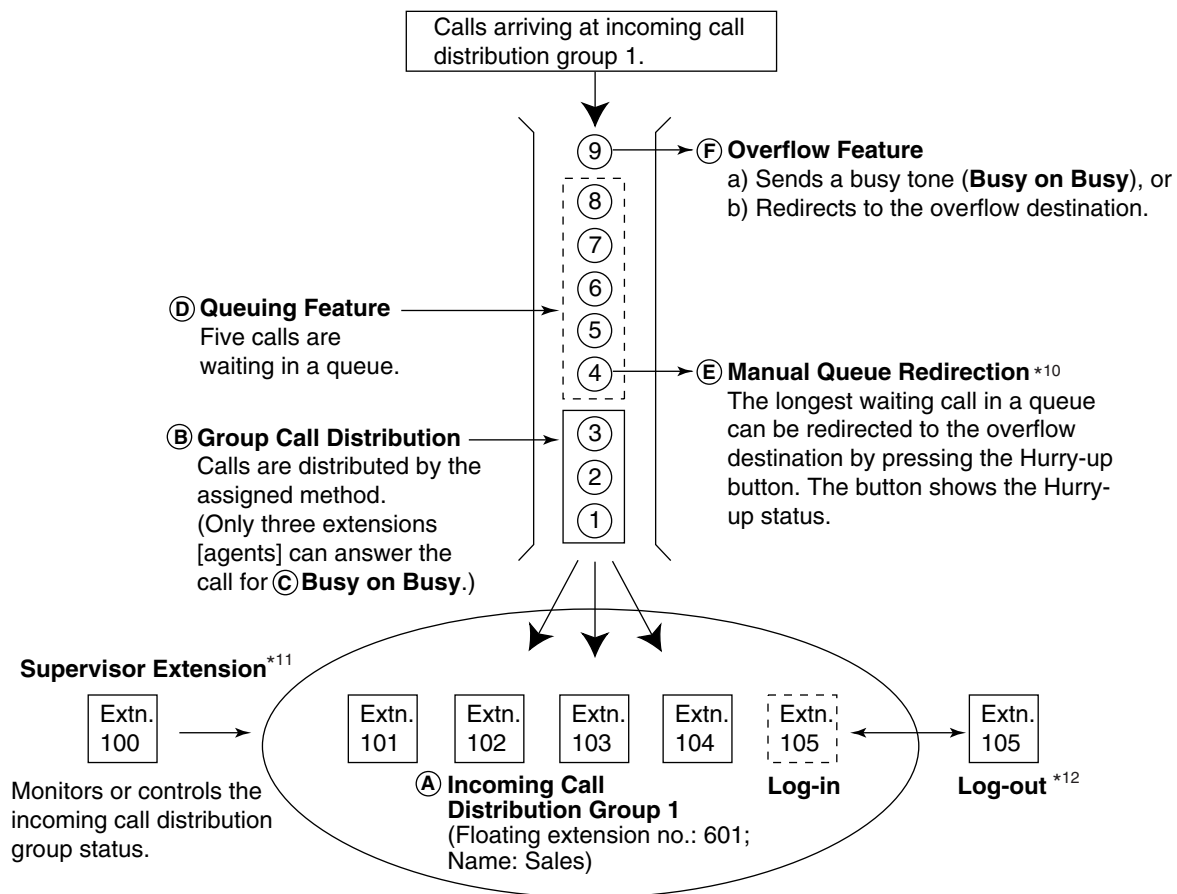 Calls arriving at incoming call
distribution group 1.
9
F Overflow Feature
a) Sends a busy tone (Busy on Busy), or
b) Redirects to the overflow destination.
8
7
6
5
4
D Queuing Feature
Five calls are
waiting in a queue.
E Manual Queue Redirection *10
The longest waiting call in a queue
can be redirected to the overflow
destination by pressing the Hurry-up
button. The button shows the Hurry-
up status.
B Group Call Distribution
Calls are distributed by the
assigned method.
(Only three extensions
[agents] can answer the
call for C Busy on Busy.)
3
2
1
Supervisor Extension*11
Extn.
100
Monitors or controls the
incoming call distribution
group status.
Extn.
101
Extn.
102
Extn.
103
Extn.
104
Extn.
105
Log-in
Extn.
105
Log-out *12
A Incoming Call
Distribution Group 1
(Floating extension no.: 601;
Name: Sales)